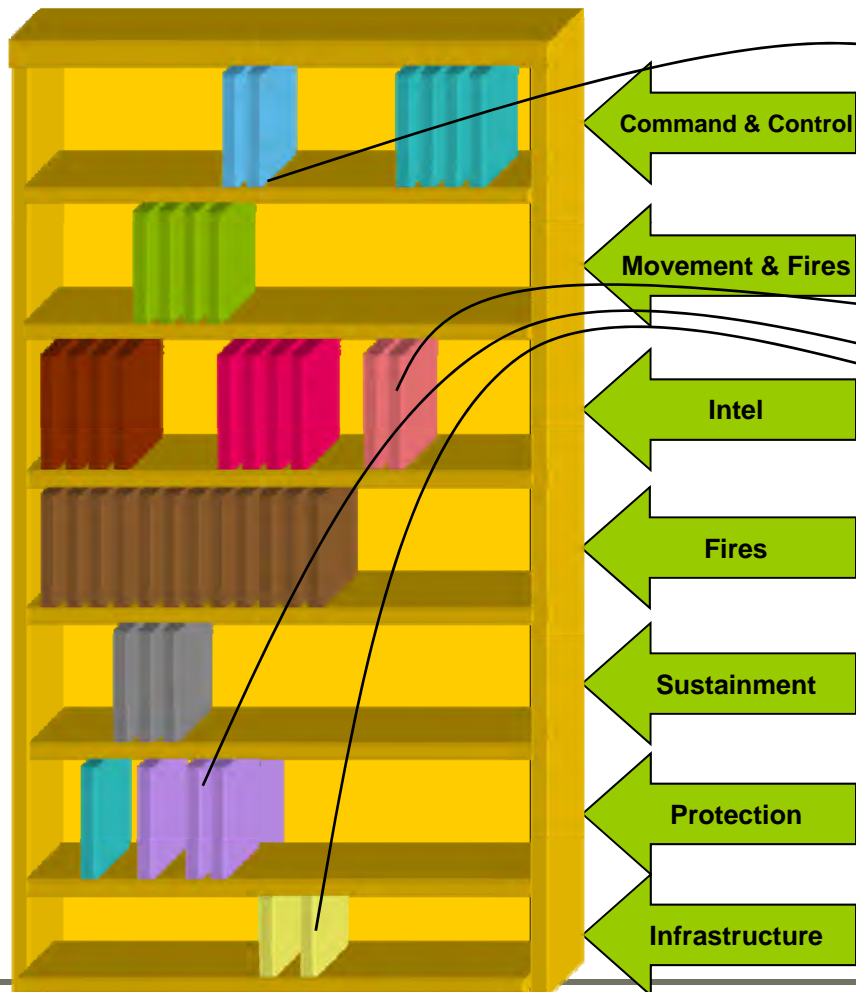 Command & Control
Movement & Fires
Intel
Fires
Sustainment
Protection
Infrastructure